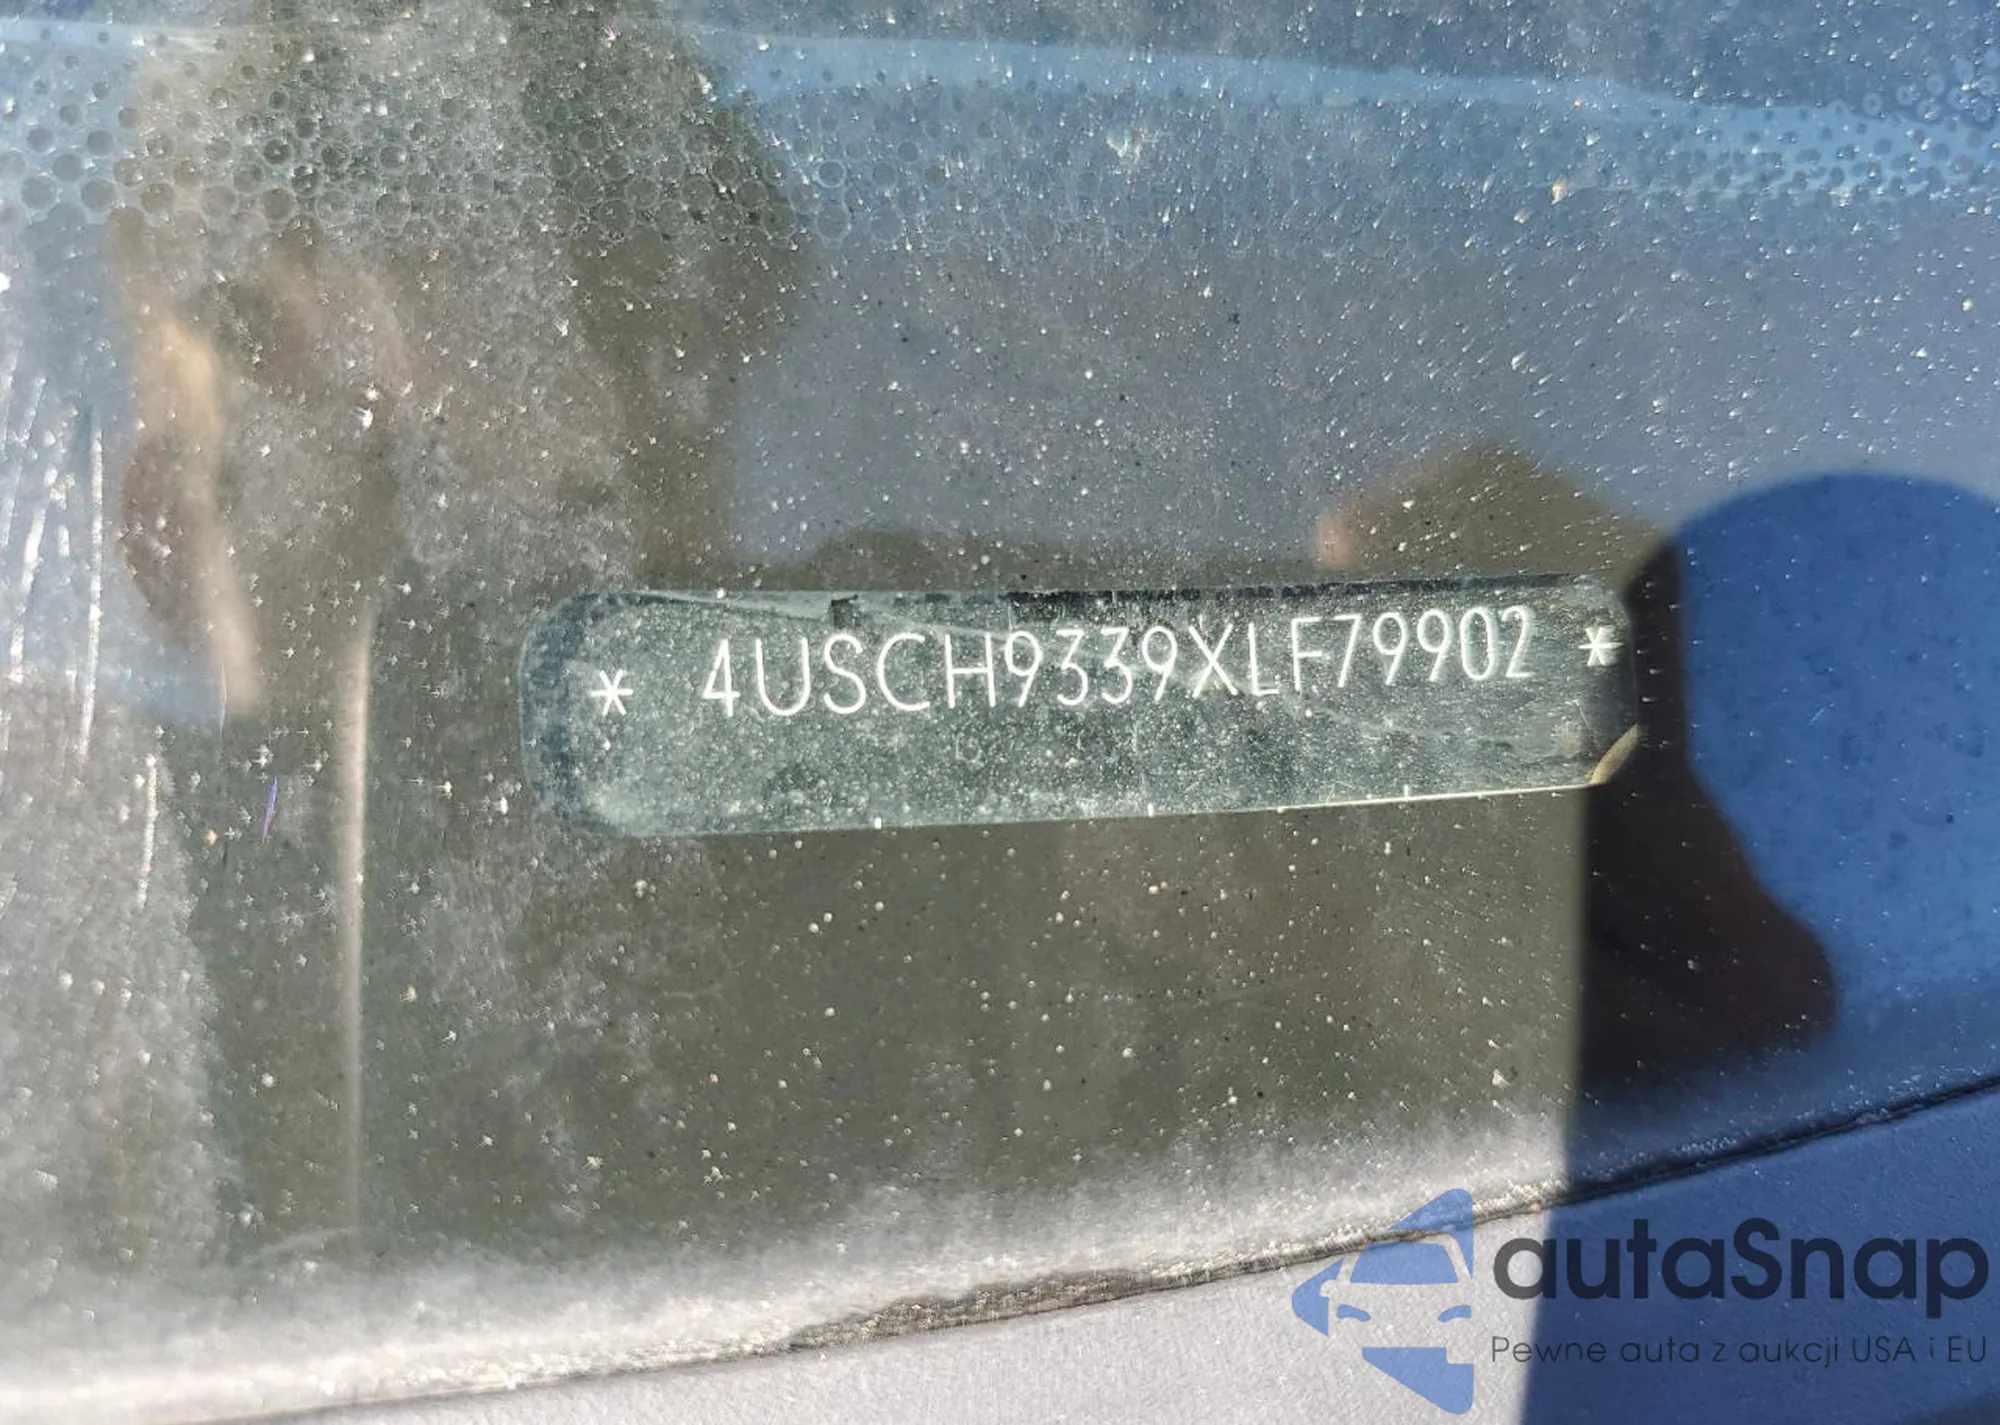 * 4USCH9339XLF79902 *
autaSnap
Pewne auta z aukcji USA i EU